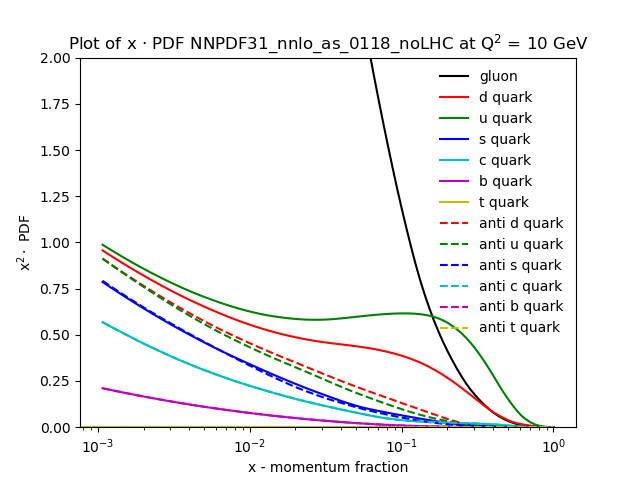 Plot of x · PDF NNPDF31_nnlo_as_0118_noLHC at Q² = 10 GeV
2.00
1.75
1.50
1.25
1.00
0.75
0.50
0.25
0.00
x² · PDF
gluon
d quark
u quark
s quark
c quark
b quark
t quark
anti d quark
anti u quark
anti s quark
anti c quark
anti b quark
anti t quark
10⁻³
10⁻²
10⁻¹
10⁰
x - momentum fraction